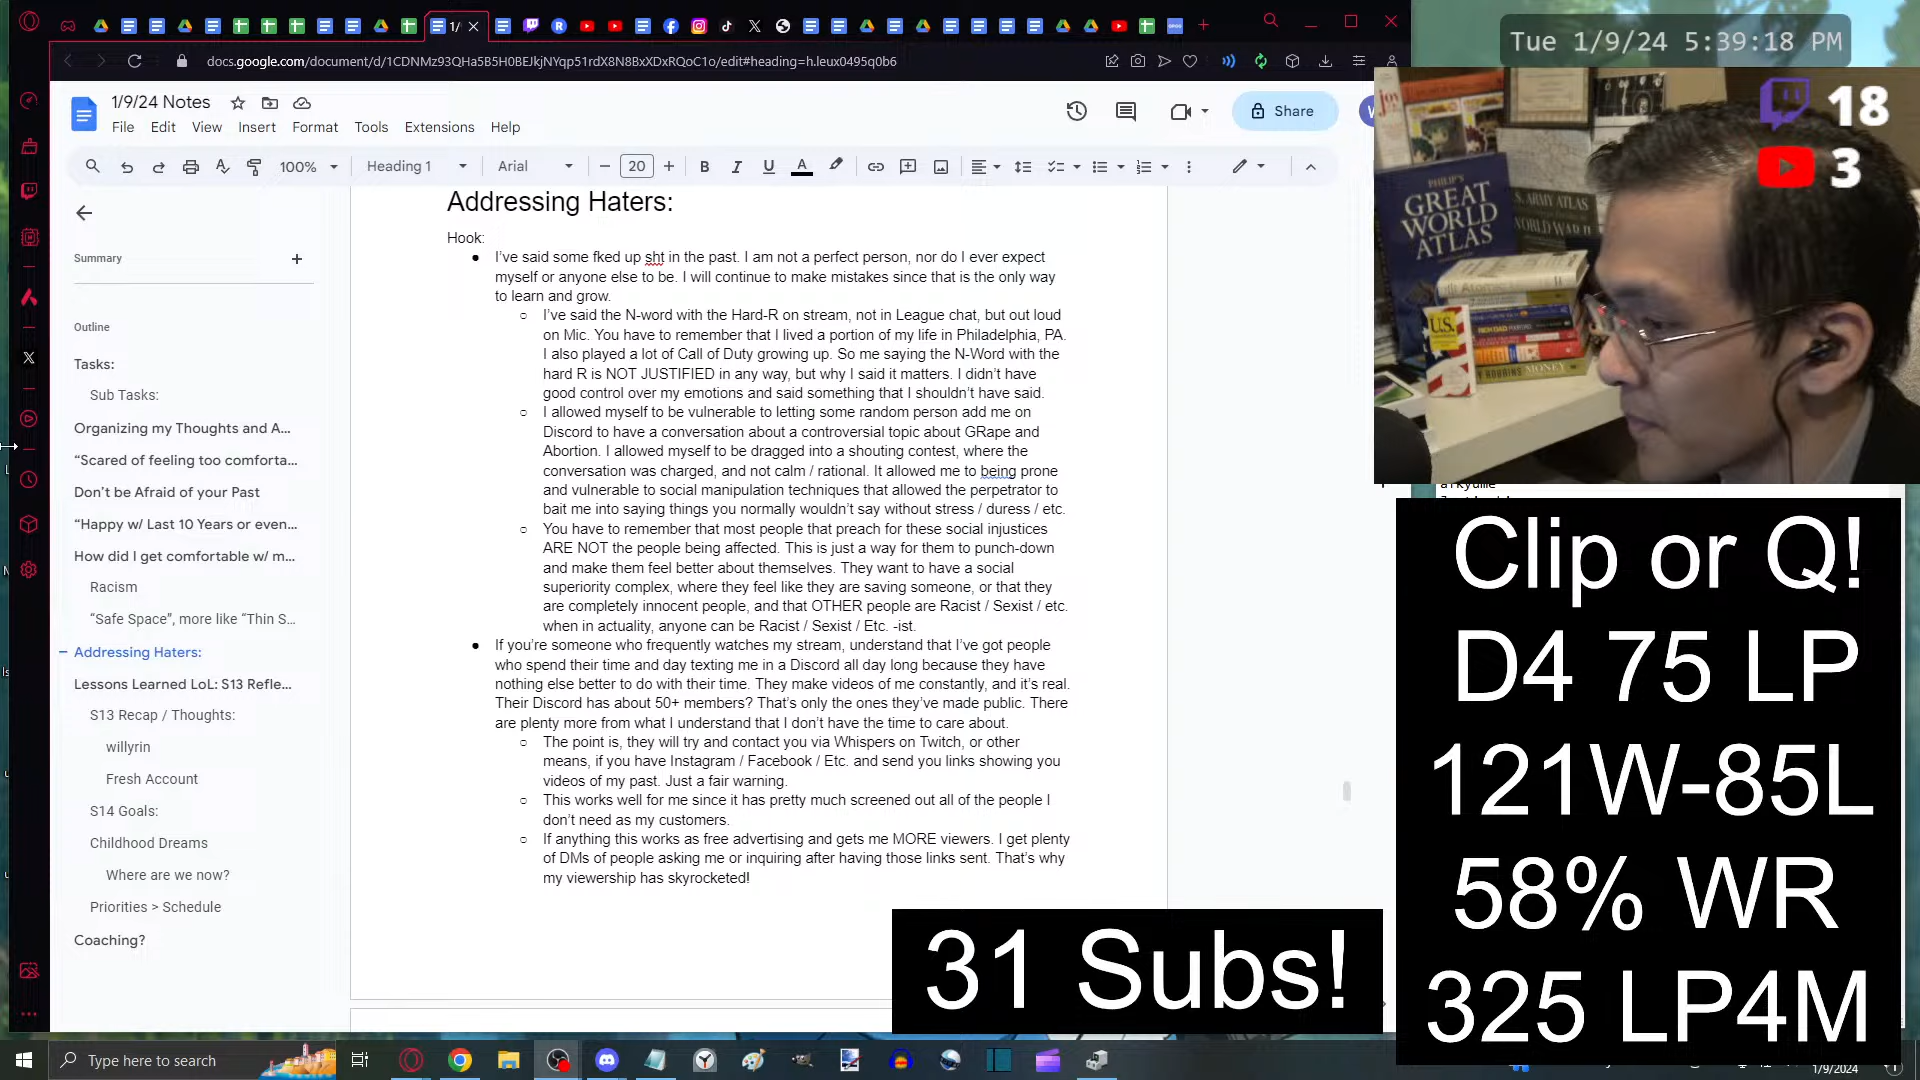 1/
Tue 1/9/24 5:39:18 PM
docs.google.com/document/d/1CDNMz93QHa5B5H0BEJkjNYqp51rdX8N8BxXDxRQoC1o/edit#heading=h.leux0495q0b6
1/9/24 Notes
File Edit View Insert Format Tools Extensions Help
Share
100% Heading 1 Arial 20
18
3
Summary
Outline
Tasks:
Sub Tasks:
Organizing my Thoughts and A...
“Scared of feeling too comforta...
Don’t be Afraid of your Past
“Happy w/ Last 10 Years or even...
How did I get comfortable w/ m...
Racism
“Safe Space”, more like “Thin S...
Addressing Haters:
Lessons Learned LoL: S13 Refle...
S13 Recap / Thoughts:
willyrin
Fresh Account
S14 Goals:
Childhood Dreams
Where are we now?
Priorities > Schedule
Coaching?
Addressing Haters:
Hook:
I’ve said some fked up sht in the past. I am not a perfect person, nor do I ever expect
myself or anyone else to be. I will continue to make mistakes since that is the only way
to learn and grow.
I’ve said the N-word with the Hard-R on stream, not in League chat, but out loud
on Mic. You have to remember that I lived a portion of my life in Philadelphia, PA.
I also played a lot of Call of Duty growing up. So me saying the N-Word with the
hard R is NOT JUSTIFIED in any way, but why I said it matters. I didn’t have
good control over my emotions and said something that I shouldn’t have said.
I allowed myself to be vulnerable to letting some random person add me on
Discord to have a conversation about a controversial topic about GRape and
Abortion. I allowed myself to be dragged into a shouting contest, where the
conversation was charged, and not calm / rational. It allowed me to being prone
and vulnerable to social manipulation techniques that allowed the perpetrator to
bait me into saying things you normally wouldn’t say without stress / duress / etc.
You have to remember that most people that preach for these social injustices
ARE NOT the people being affected. This is just a way for them to punch-down
and make them feel better about themselves. They want to have a social
superiority complex, where they feel like they are saving someone, or that they
are completely innocent people, and that OTHER people are Racist / Sexist / etc.
when in actuality, anyone can be Racist / Sexist / Etc. -ist.
If you’re someone who frequently watches my stream, understand that I’ve got people
who spend their time and day texting me in a Discord all day long because they have
nothing else better to do with their time. They make videos of me constantly, and it’s real.
Their Discord has about 50+ members? That’s only the ones they’ve made public. There
are plenty more from what I understand that I don’t have the time to care about.
The point is, they will try and contact you via Whispers on Twitch, or other
means, if you have Instagram / Facebook / Etc. and send you links showing you
videos of my past. Just a fair warning.
This works well for me since it has pretty much screened out all of the people I
don’t need as my customers.
If anything this works as free advertising and gets me MORE viewers. I get plenty
of DMs of people asking me or inquiring after having those links sent. That’s why
my viewership has skyrocketed!
PHILIP'S
GREAT
WORLD
ATLAS
U.S. ARMY ATLAS
WORLD WAR II
U.S.
MONEY
Clip or Q!
D4 75 LP
121W-85L
58% WR
325 LP4M
31 Subs!
Type here to search
1/9/2024